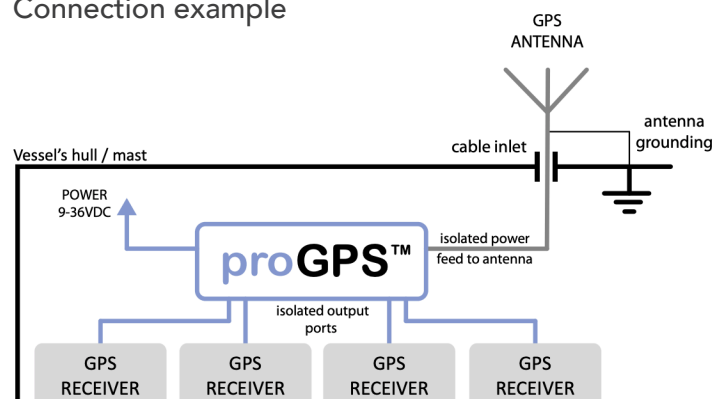 Connection example
GPS
ANTENNA
antenna
grounding
cable inlet
Vessel's hull / mast
POWER
9-36VDC
proGPS™
isolated power
feed to antenna
isolated output
ports
GPS
RECEIVER
GPS
RECEIVER
GPS
RECEIVER
GPS
RECEIVER